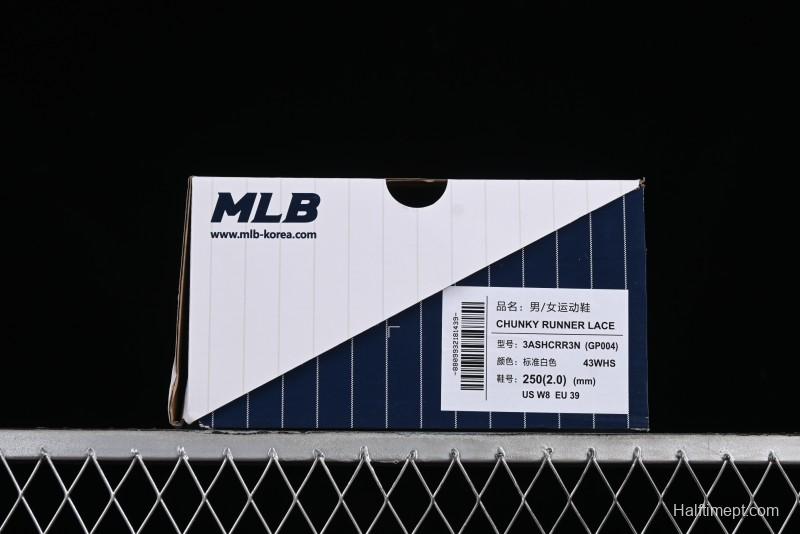 MLB
www.mlb-korea.com
品名: 男/女运动鞋
CHUNKY RUNNER LACE
型号: 3ASHCRR3N (GP004)
颜色: 标准白色 43WHS
鞋号: 250(2.0) (mm)
US W8 EU 39
Halftimept.com